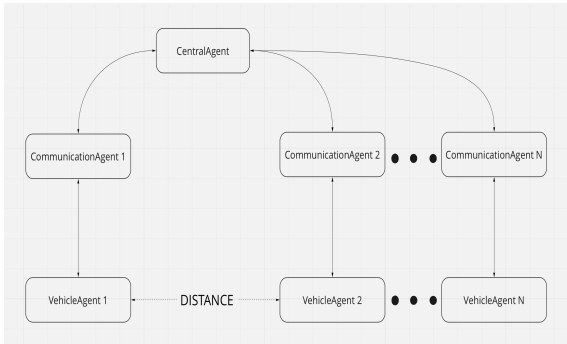 CentralAgent
CommunicationAgent 1
CommunicationAgent 2
CommunicationAgent N
VehicleAgent 1
DISTANCE
VehicleAgent 2
VehicleAgent N